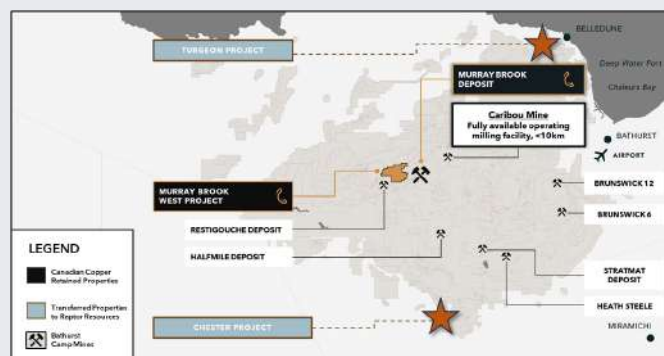 TURGEON PROJECT
BELLEDUNE
Deep Water Port
Chaleurs Bay
MURRAY BROOK
DEPOSIT
Caribou Mine
Fully available operating
milling facility, <10km
BATHURST
AIRPORT
BRUNSWICK 12
MURRAY BROOK
WEST PROJECT
BRUNSWICK 6
RESTIGOUCHE DEPOSIT
HALFMILE DEPOSIT
STRATMAT
DEPOSIT
HEATH STEELE
CHESTER PROJECT
MIRAMICHI
LEGEND
Canadian Copper
Retained Properties
Transferred Properties
to Raptor Resources
Bathurst
Camp Mines